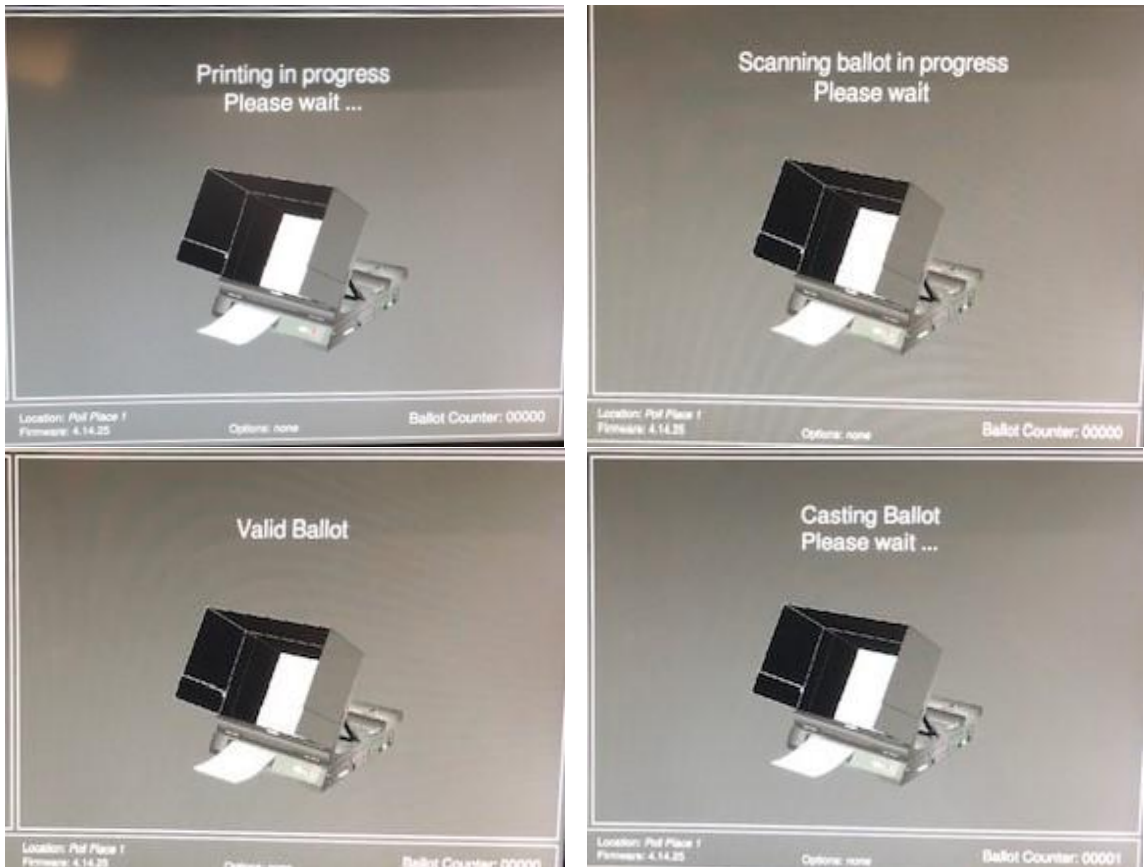 Printing in progress
Please wait ...
Location: Poll Place 1
Firmware: 4.14.25
Options: none
Ballot Counter: 00000
Scanning ballot in progress
Please wait
Location: Poll Place 1
Firmware: 4.14.25
Options: none
Ballot Counter: 00000
Valid Ballot
Location: Poll Place 1
Firmware: 4.14.25
Options: none
Ballot Counter: 00000
Casting Ballot
Please wait ...
Location: Poll Place 1
Firmware: 4.14.25
Options: none
Ballot Counter: 00001